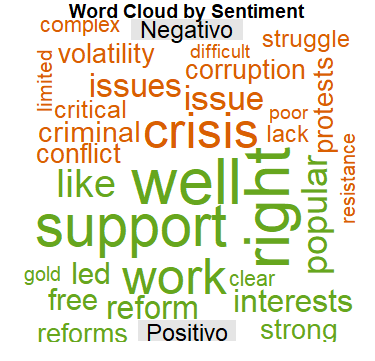 Word Cloud by Sentiment
complex
Negativo
struggle
volatility
difficult
limited
issues
corruption
protests
critical
issue
poor
criminal
crisis
lack
conflict
resistance
like
well
right
popular
support
gold
led
work
clear
free
reform
interests
reforms
Positivo
strong